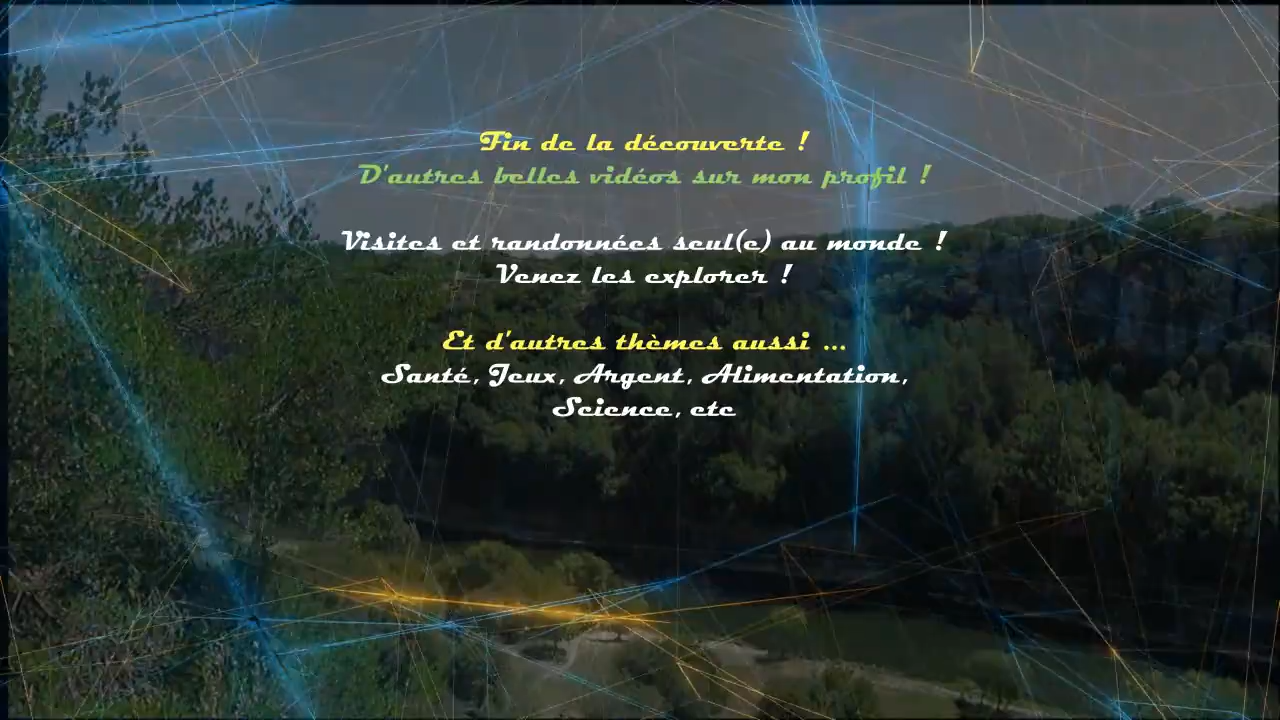 Fin de la découverte !
D'autres belles vidéos sur mon profil !
Visites et randonnées seul(e) au monde !
Venez les explorer !
Et d'autres thèmes aussi ...
Santé, Jeux, Argent, Alimentation,
Science, etc